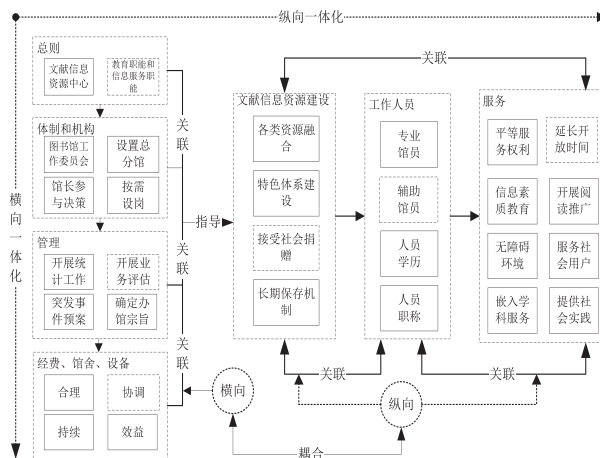 纵向一体化
横向一体化
总则
文献信息
资源中心
教育职能和
信息服务职
能
体制和机构
图书馆工
作委员会
设置总
分馆
馆长参
与决策
按需
设岗
管理
开展统
计工作
开展业
务评估
突发事
件预案
确定办
馆宗旨
经费、馆舍、设备
合理
协调
持续
效益
关联
关联
关联
指导
文献信息资源建设
各类资源融
合
特色体系建
设
接受社会捐
赠
长期保存机
制
工作人员
专业
馆员
辅助
馆员
人员
学历
人员
职称
服务
平等服
务权利
延长开
放时间
信息素
质教育
开展阅
读推广
无障碍
环境
服务社
会用户
嵌入学
科服务
提供社
会实践
关联
关联
关联
横向
纵向
耦合